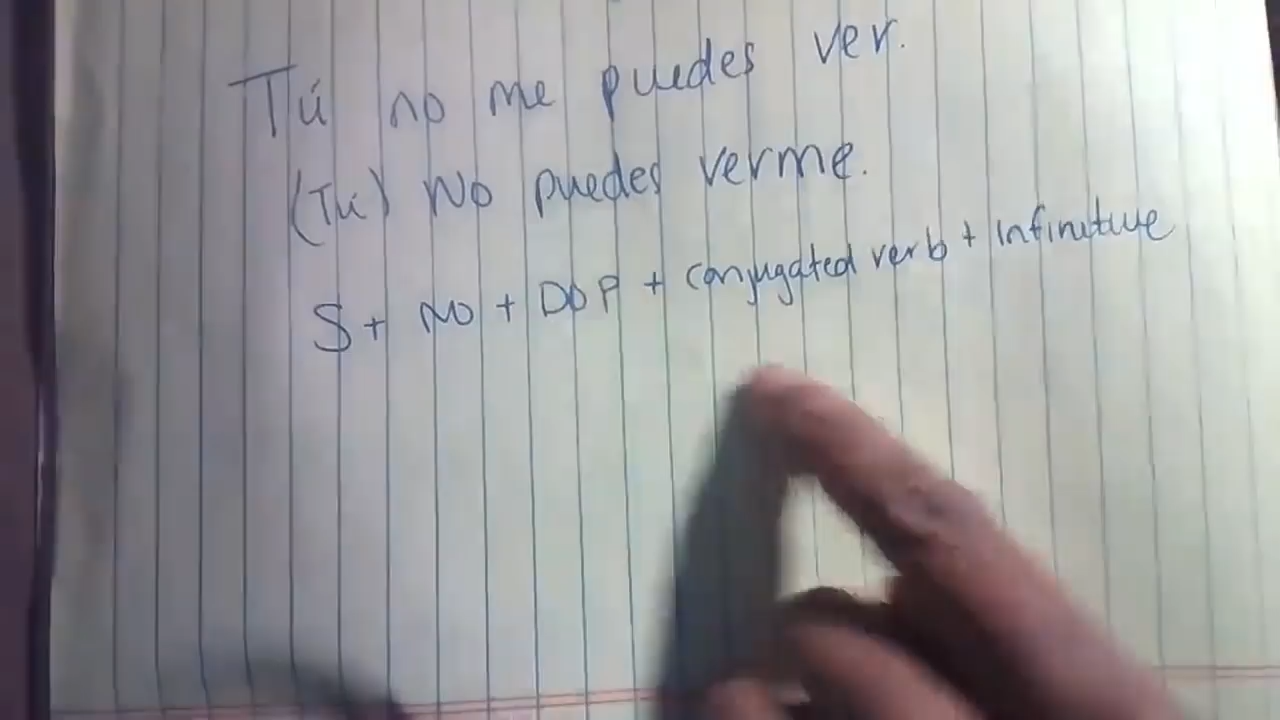 Tú no me puedes ver.
(Tú) No puedes verme.
S + No + DOP + conjugated verb + infinitive